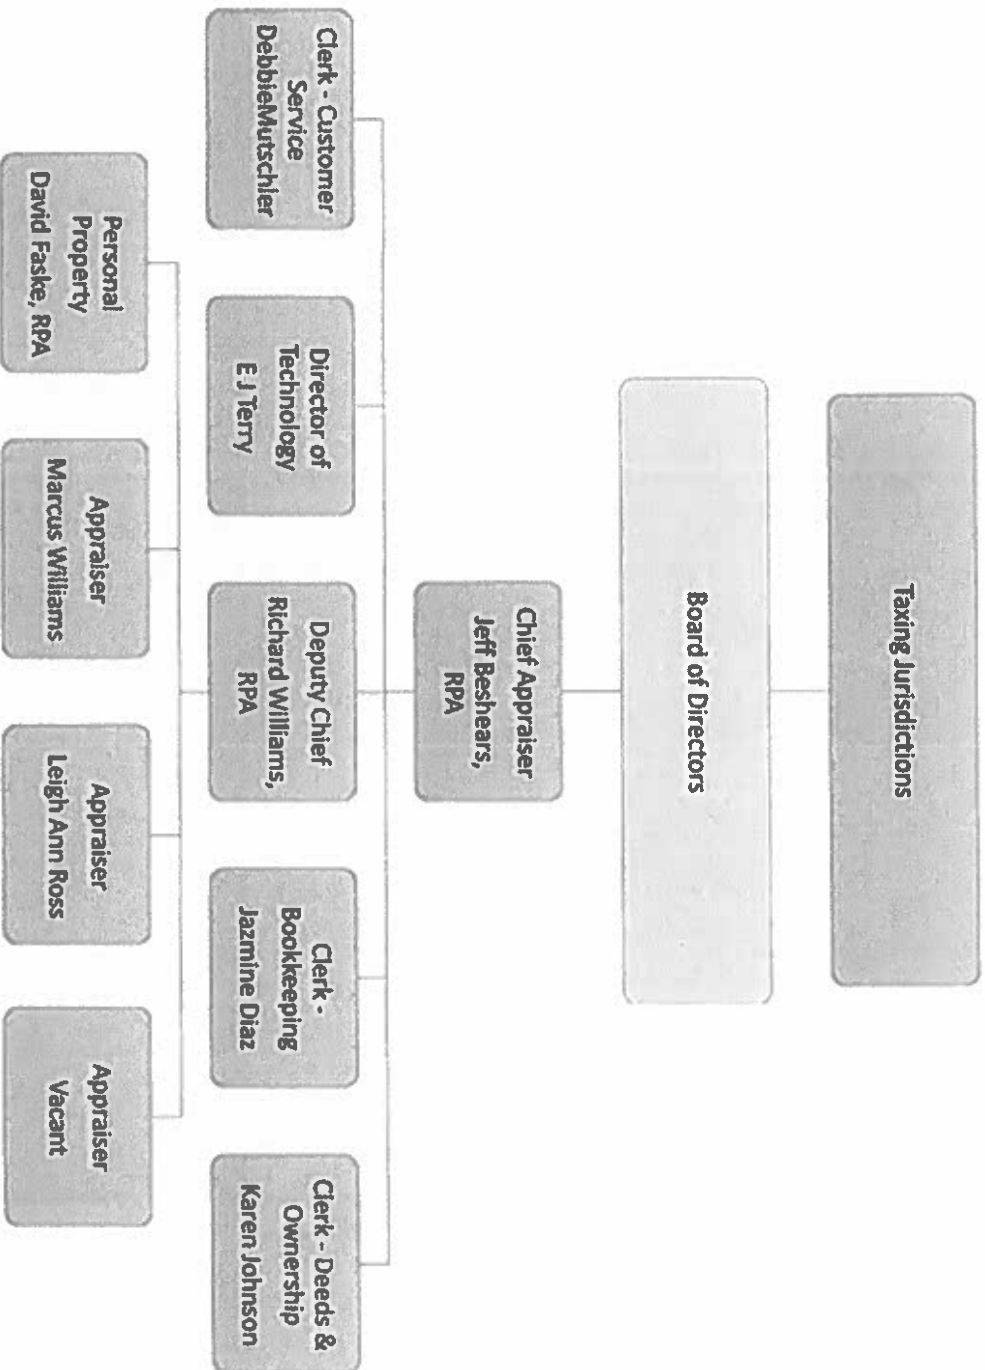 Taxing Jurisdictions
Board of Directors
Chief Appraiser
Jeff Beshears,
RPA
Clerk - Customer
Service
DebbieMutschler
Director of
Technology
E J Terry
Deputy Chief
Richard Williams,
RPA
Clerk -
Bookkeeping
Jazmine Diaz
Clerk - Deeds &
Ownership
Karen Johnson
Personal
Property
David Faske, RPA
Appraiser
Marcus Williams
Appraiser
Leigh Ann Ross
Appraiser
Vacant